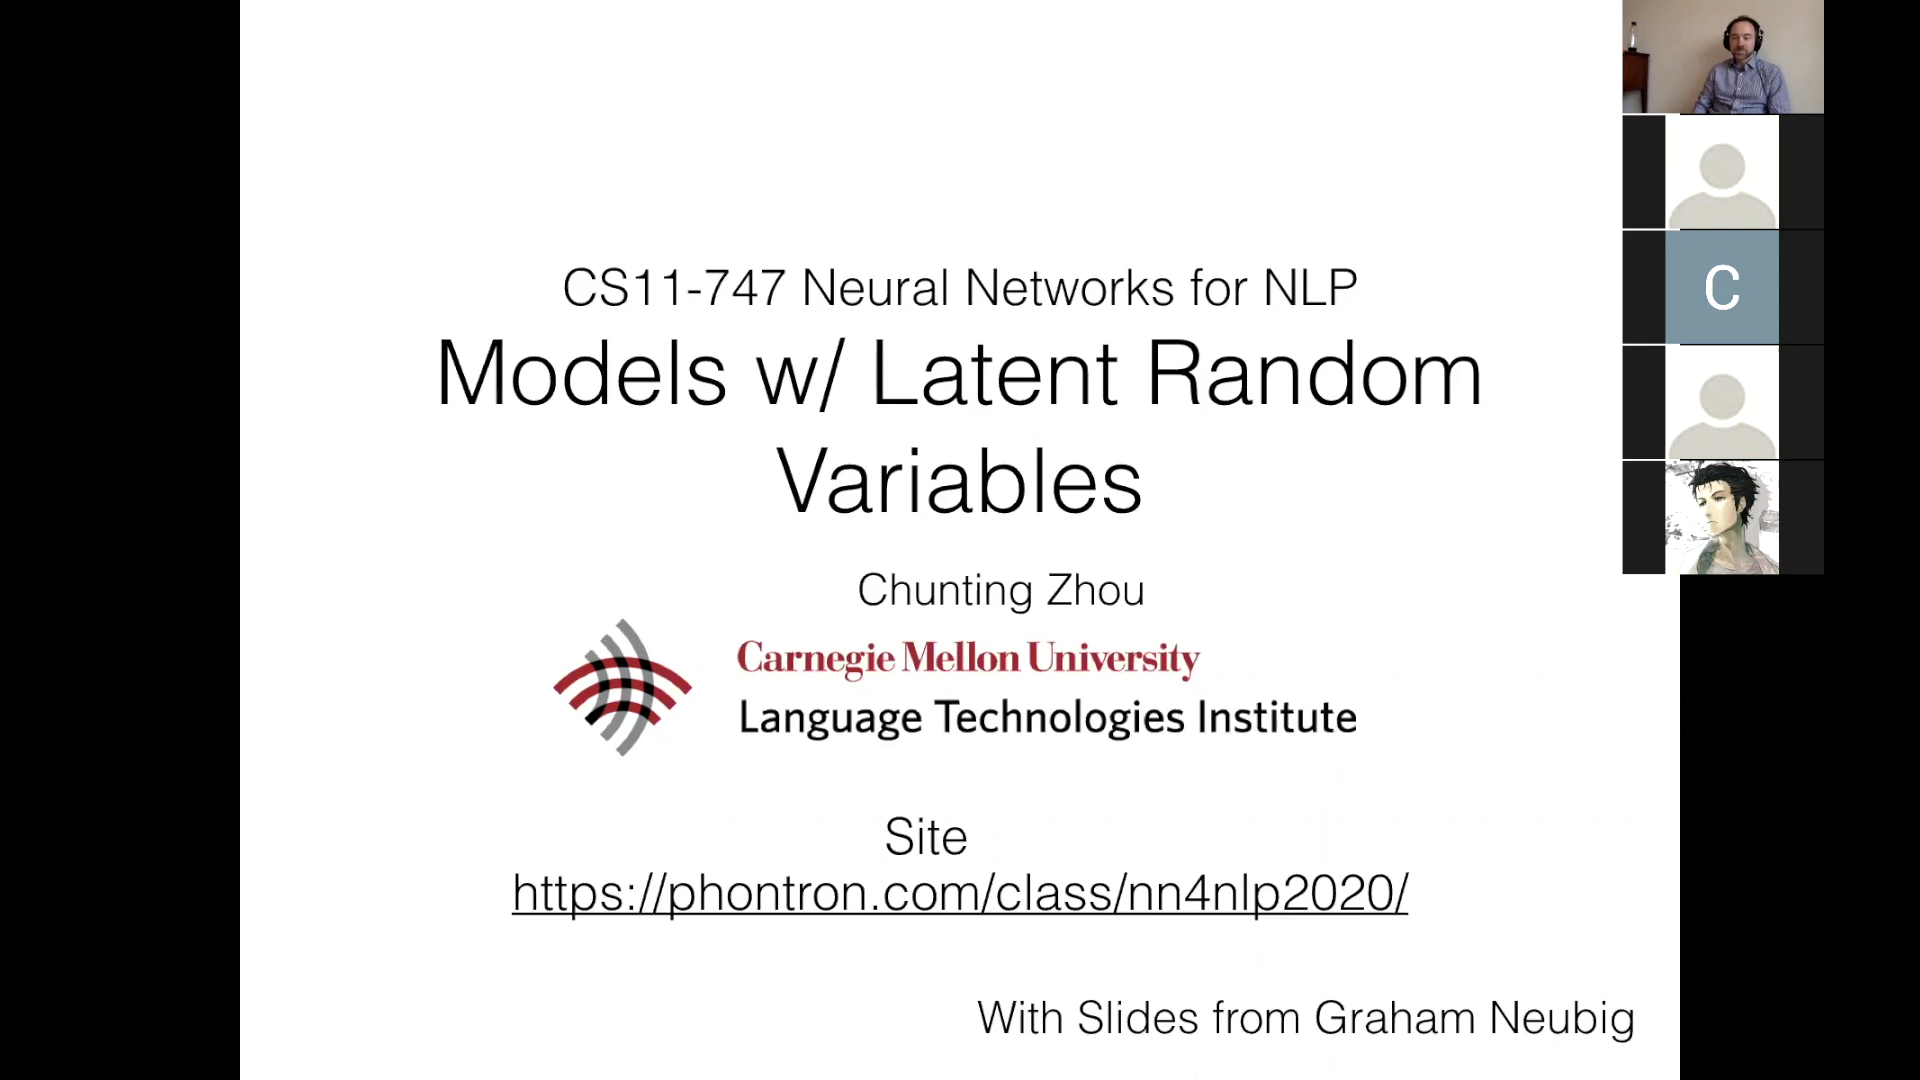 CS11-747 Neural Networks for NLP
Models w/ Latent Random
Variables
Chunting Zhou
Carnegie Mellon University
Language Technologies Institute
Site
https://phontron.com/class/nn4nlp2020/
With Slides from Graham Neubig
C